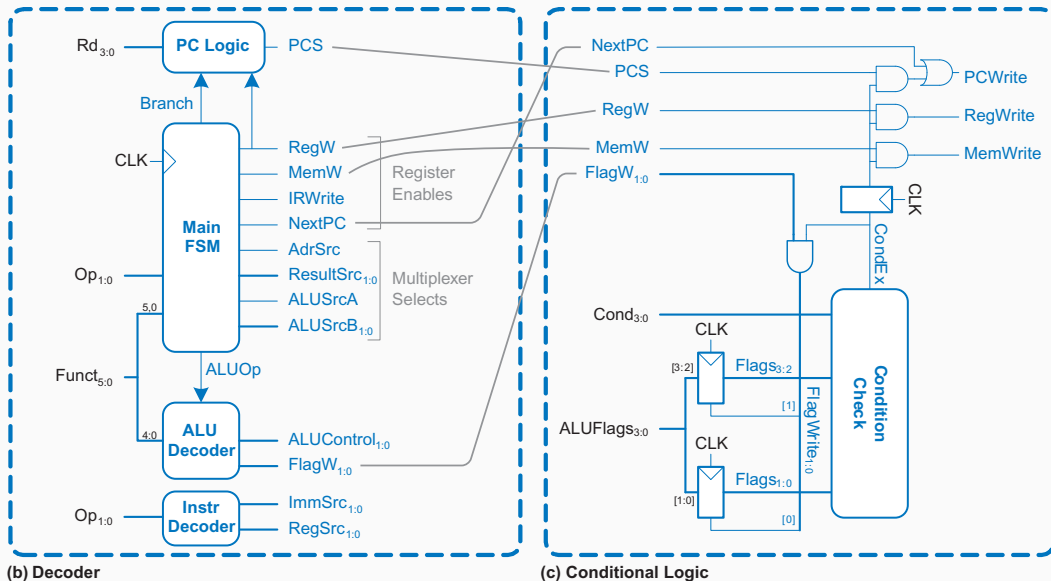 Rd3:0
PC Logic
PCS
Branch
CLK
Main
FSM
RegW
MemW
IRWrite
NextPC
Register
Enables
AdrSrc
ResultSrc1:0
ALUSrcA
ALUSrcB1:0
Multiplexer
Selects
Op1:0
5,0
Funct5:0
ALUOp
4:0
ALU
Decoder
ALUControl1:0
FlagW1:0
Op1:0
Instr
Decoder
ImmSrc1:0
RegSrc1:0
(b) Decoder
NextPC
PCS
RegW
MemW
FlagW1:0
PCWrite
RegWrite
MemWrite
CLK
CondEx
Cond3:0
CLK
[3:2]
Flags3:2
[1]
ALUFlags3:0
CLK
[1:0]
Flags1:0
[0]
FlagWrite1:0
Condition
Check
(c) Conditional Logic